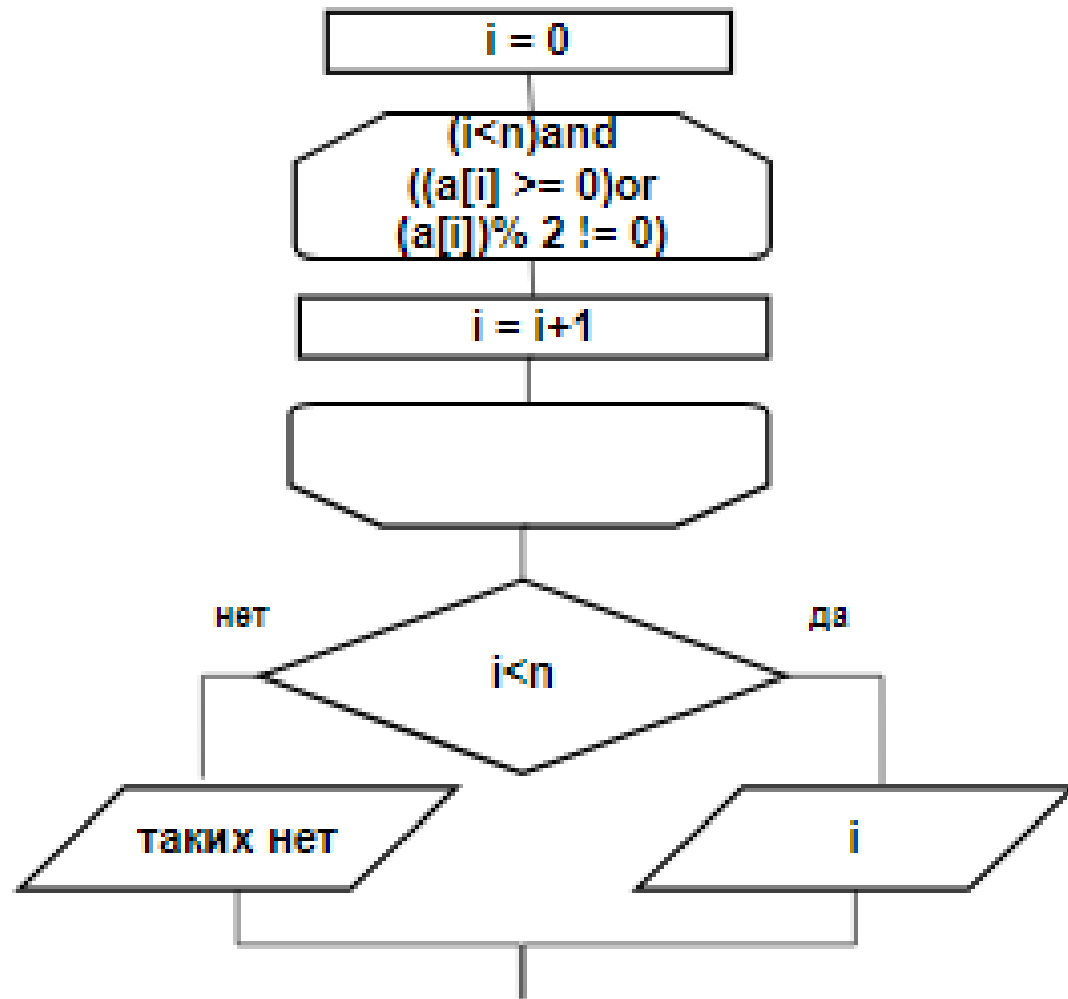 i = 0
(i<n)and
((a[i] >= 0)or
(a[i])% 2 != 0)
i = i+1
нет
да
i<n
таких нет
i